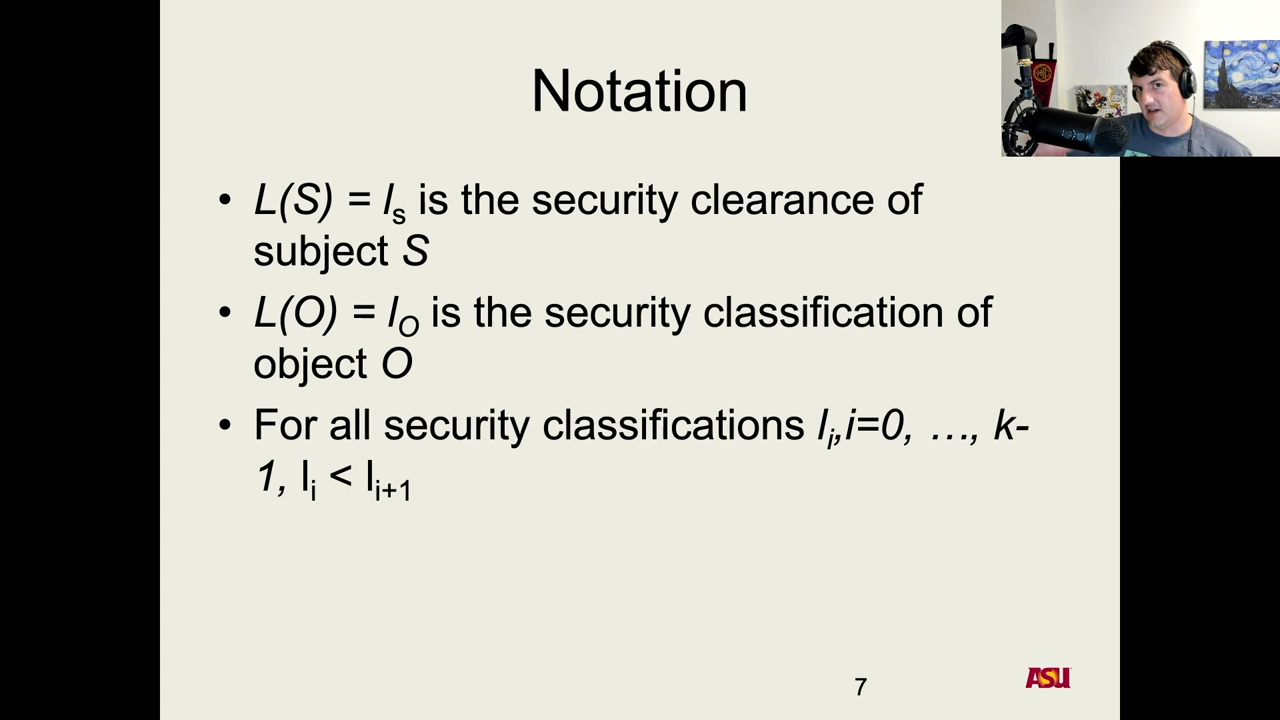 Notation
• L(S) = ls is the security clearance of
subject S
• L(O) = lO is the security classification of
object O
• For all security classifications li,i=0, …, k-
1, li < li+1
7
ASU